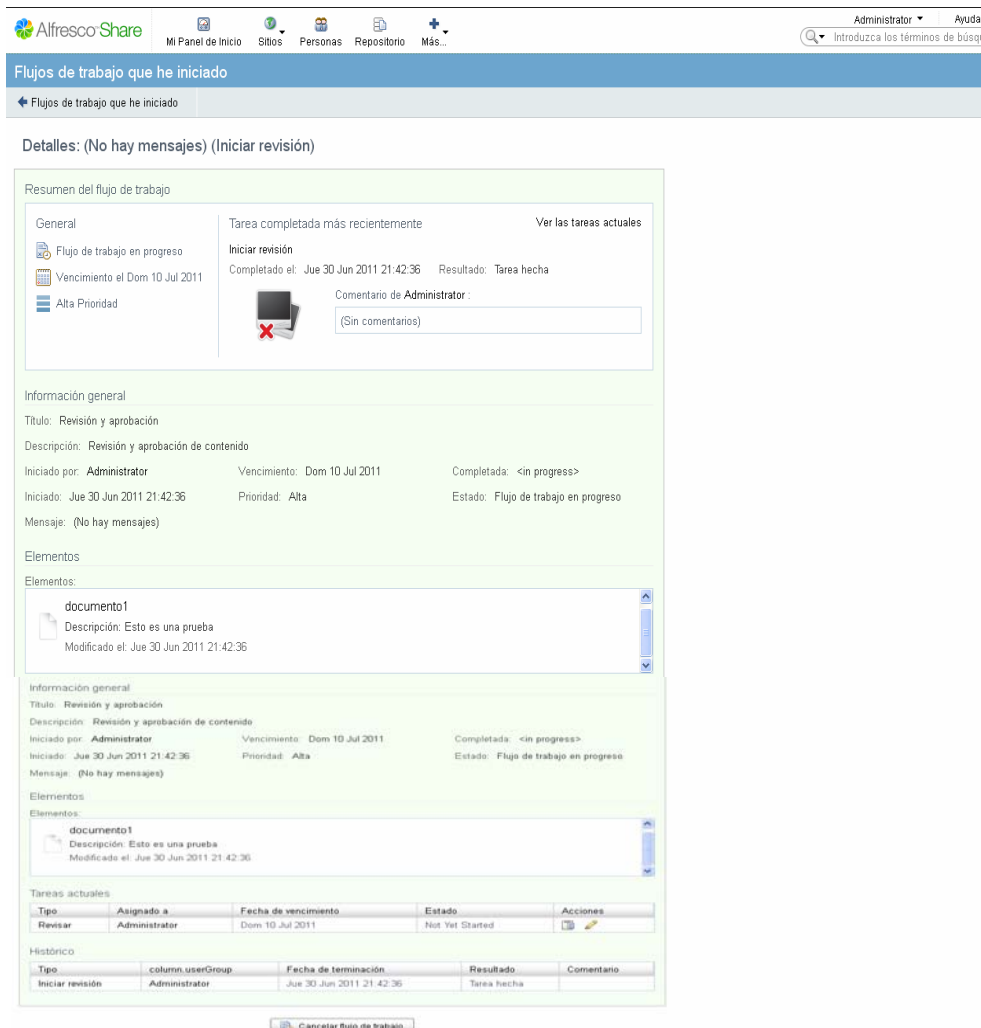 Alfresco Share
Mi Panel de Inicio Sitios Personas Repositorio Más...
Administrator Ayuda
Introduzca los términos de búsqu
Flujos de trabajo que he iniciado
Flujos de trabajo que he iniciado
Detalles: (No hay mensajes) (Iniciar revisión)
Resumen del flujo de trabajo
General
Flujo de trabajo en progreso
Vencimiento el Dom 10 Jul 2011
Alta Prioridad
Tarea completada más recientemente Ver las tareas actuales
Iniciar revisión
Completado el: Jue 30 Jun 2011 21:42:36 Resultado: Tarea hecha
Comentario de Administrator :
(Sin comentarios)
Información general
Título: Revisión y aprobación
Descripción: Revisión y aprobación de contenido
Iniciado por: Administrator Vencimiento: Dom 10 Jul 2011 Completada: <in progress>
Iniciado: Jue 30 Jun 2011 21:42:36 Prioridad: Alta Estado: Flujo de trabajo en progreso
Mensaje: (No hay mensajes)
Elementos
Elementos:
documento1
Descripción: Esto es una prueba
Modificado el: Jue 30 Jun 2011 21:42:36
Información general
Título: Revisión y aprobación
Descripción: Revisión y aprobación de contenido
Iniciado por: Administrator Vencimiento: Dom 10 Jul 2011 Completada: <in progress>
Iniciado: Jue 30 Jun 2011 21:42:36 Prioridad: Alta Estado: Flujo de trabajo en progreso
Mensaje: (No hay mensajes)
Elementos
Elementos:
documento1
Descripción: Esto es una prueba
Modificado el: Jue 30 Jun 2011 21:42:36
Tareas actuales
Tipo Asignado a Fecha de vencimiento Estado Acciones
Revisar Administrator Dom 10 Jul 2011 Not Yet Started
Histórico
Tipo column.userGroup Fecha de terminación Resultado Comentario
Iniciar revisión Administrator Jue 30 Jun 2011 21:42:36 Tarea hecha
Cancelar flujo de trabajo